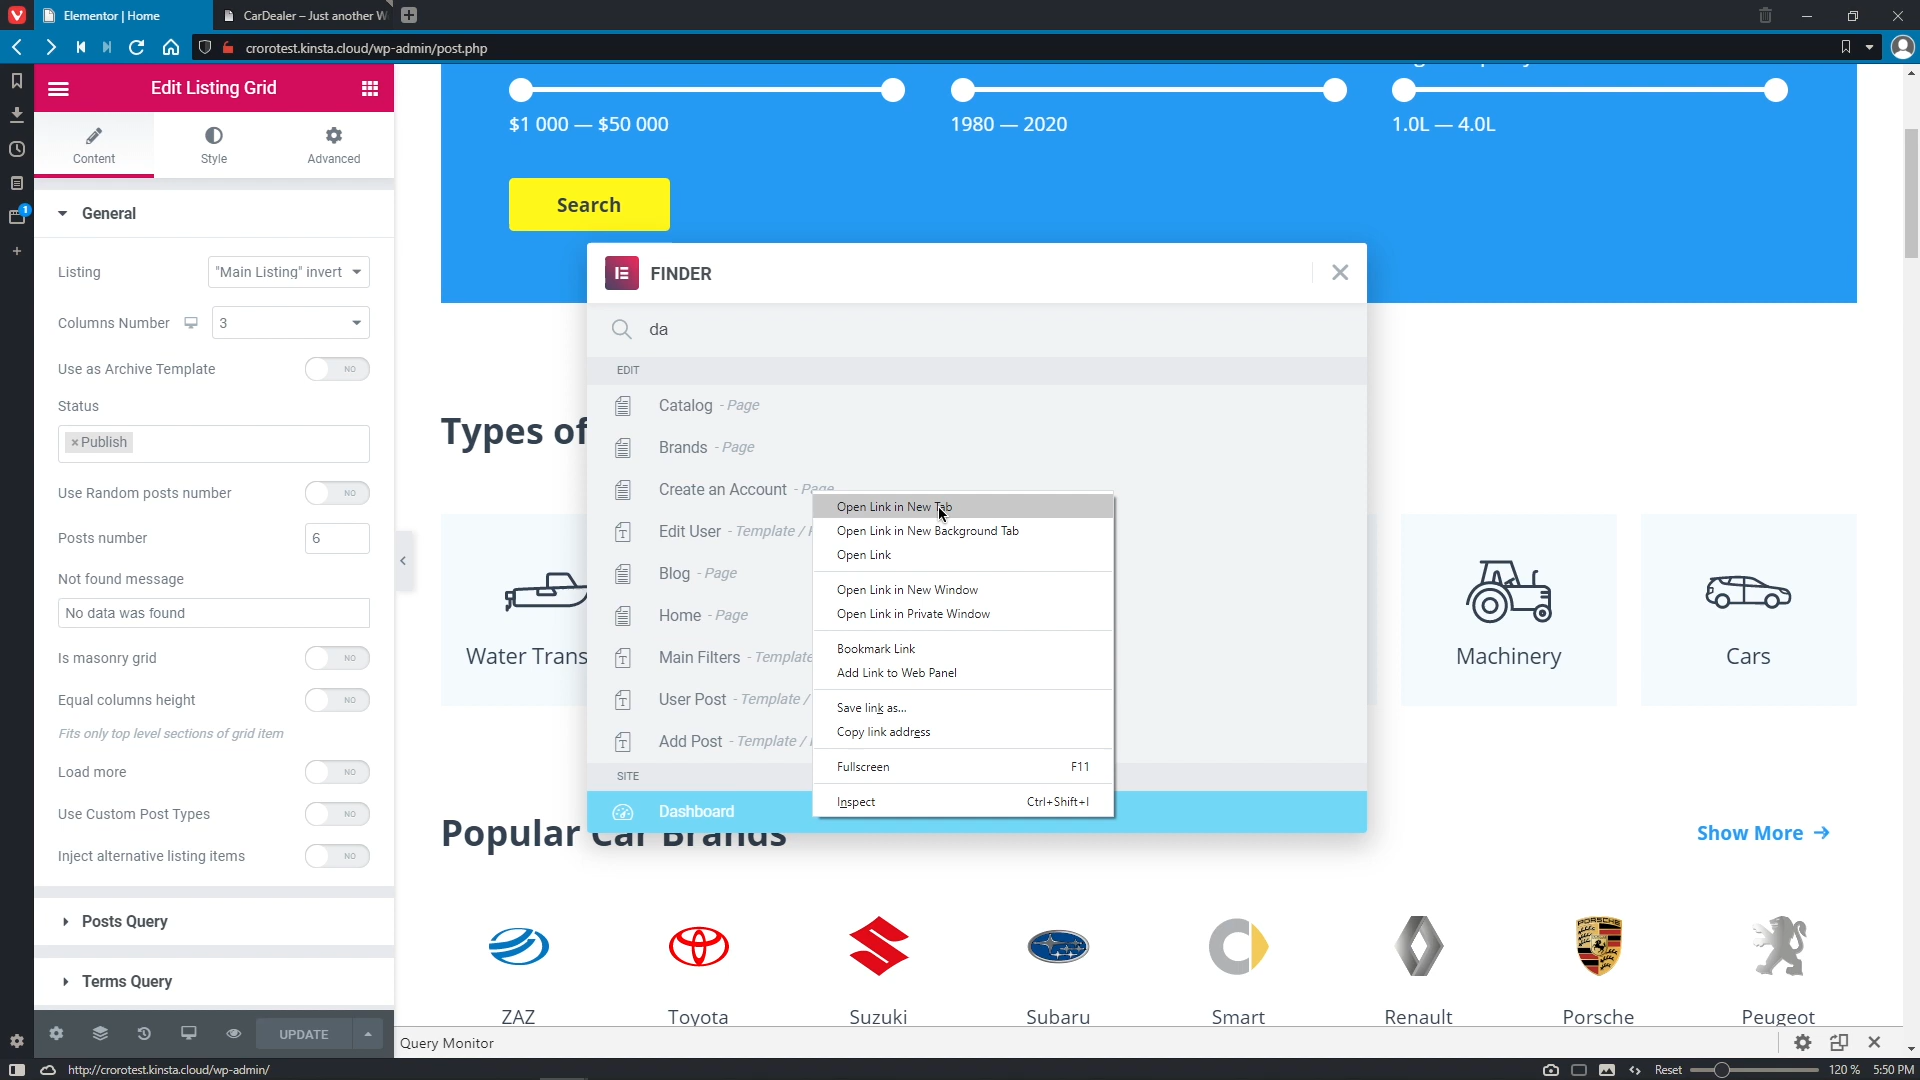 Elementor | Home
CarDealer – Just another W
crorotest.kinsta.cloud/wp-admin/post.php
1
Edit Listing Grid
Content
Style
Advanced
General
Listing
"Main Listing" invert
Columns Number
3
Use as Archive Template
NO
Status
×Publish
Use Random posts number
NO
Posts number
6
Not found message
No data was found
Is masonry grid
NO
Equal columns height
NO
Fits only top level sections of grid item
Load more
NO
Use Custom Post Types
NO
Inject alternative listing items
NO
Posts Query
Terms Query
UPDATE
$1 000 — $50 000
1980 — 2020
1.0L — 4.0L
Search
FINDER
da
EDIT
Catalog - Page
Brands - Page
Create an Account - Page
Edit User - Template /
Blog - Page
Home - Page
Main Filters - Template
User Post - Template /
Add Post - Template /
SITE
Dashboard
Open Link in New Tab
Open Link in New Background Tab
Open Link
Open Link in New Window
Open Link in Private Window
Bookmark Link
Add Link to Web Panel
Save link as...
Copy link address
Fullscreen F11
Inspect Ctrl+Shift+I
Types of
Water Trans
Machinery
Cars
Popular Car Brands
Show More →
PORSCHE
ZAZ
Toyota
Suzuki
Subaru
Smart
Renault
Porsche
Peugeot
Query Monitor
http://crorotest.kinsta.cloud/wp-admin/
Reset
120 %
5:50 PM